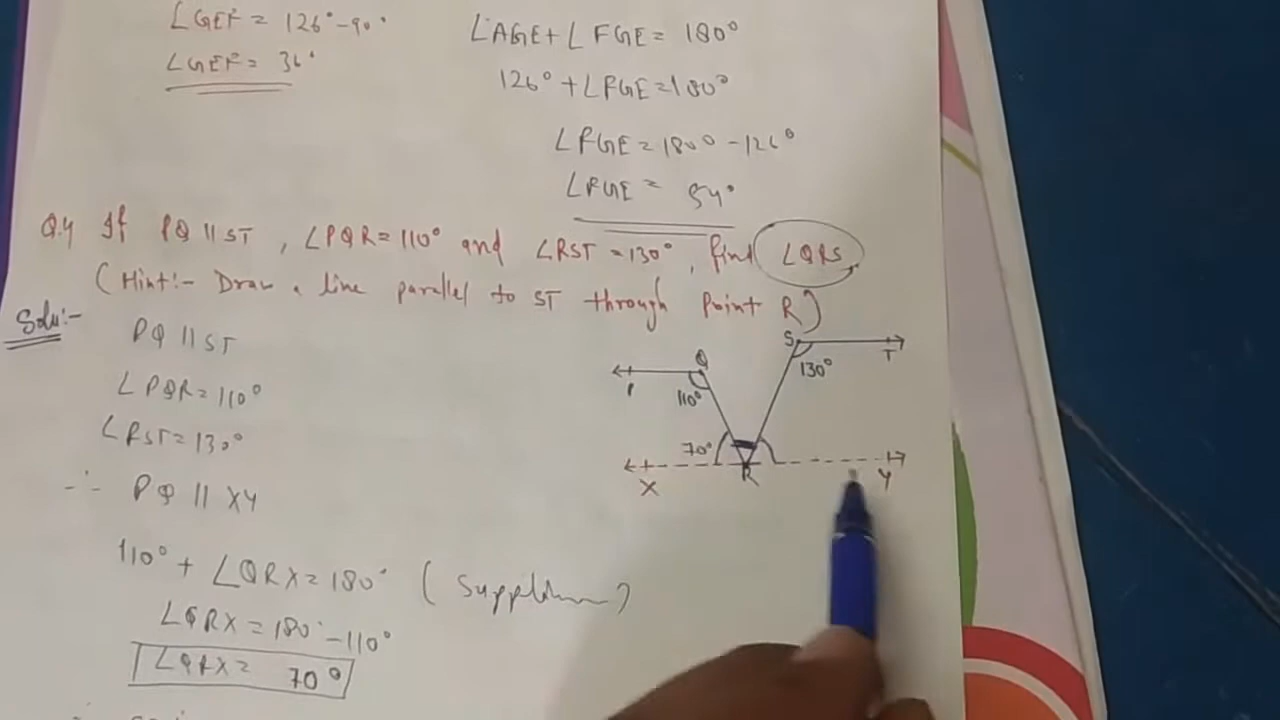 ∠GEF = 126° - 90°
∠GEF = 36°
∠AGE + ∠FGE = 180°
126° + ∠FGE = 180°
∠FGE = 180° - 126°
∠FGE = 54°
Q.4 If PQ || ST , ∠PQR = 110° and ∠RST = 130° , find ∠QRS
(Hint:- Draw a line parallel to ST through Point R)
Solu:-
PQ || ST
∠PQR = 110°
∠RST = 130°
∴ PQ || XY
110° + ∠QRX = 180° (
∠QRX = 180° - 110°
∠QRX = 70°
S T
130°
Q
P
110°
70°
X R Y